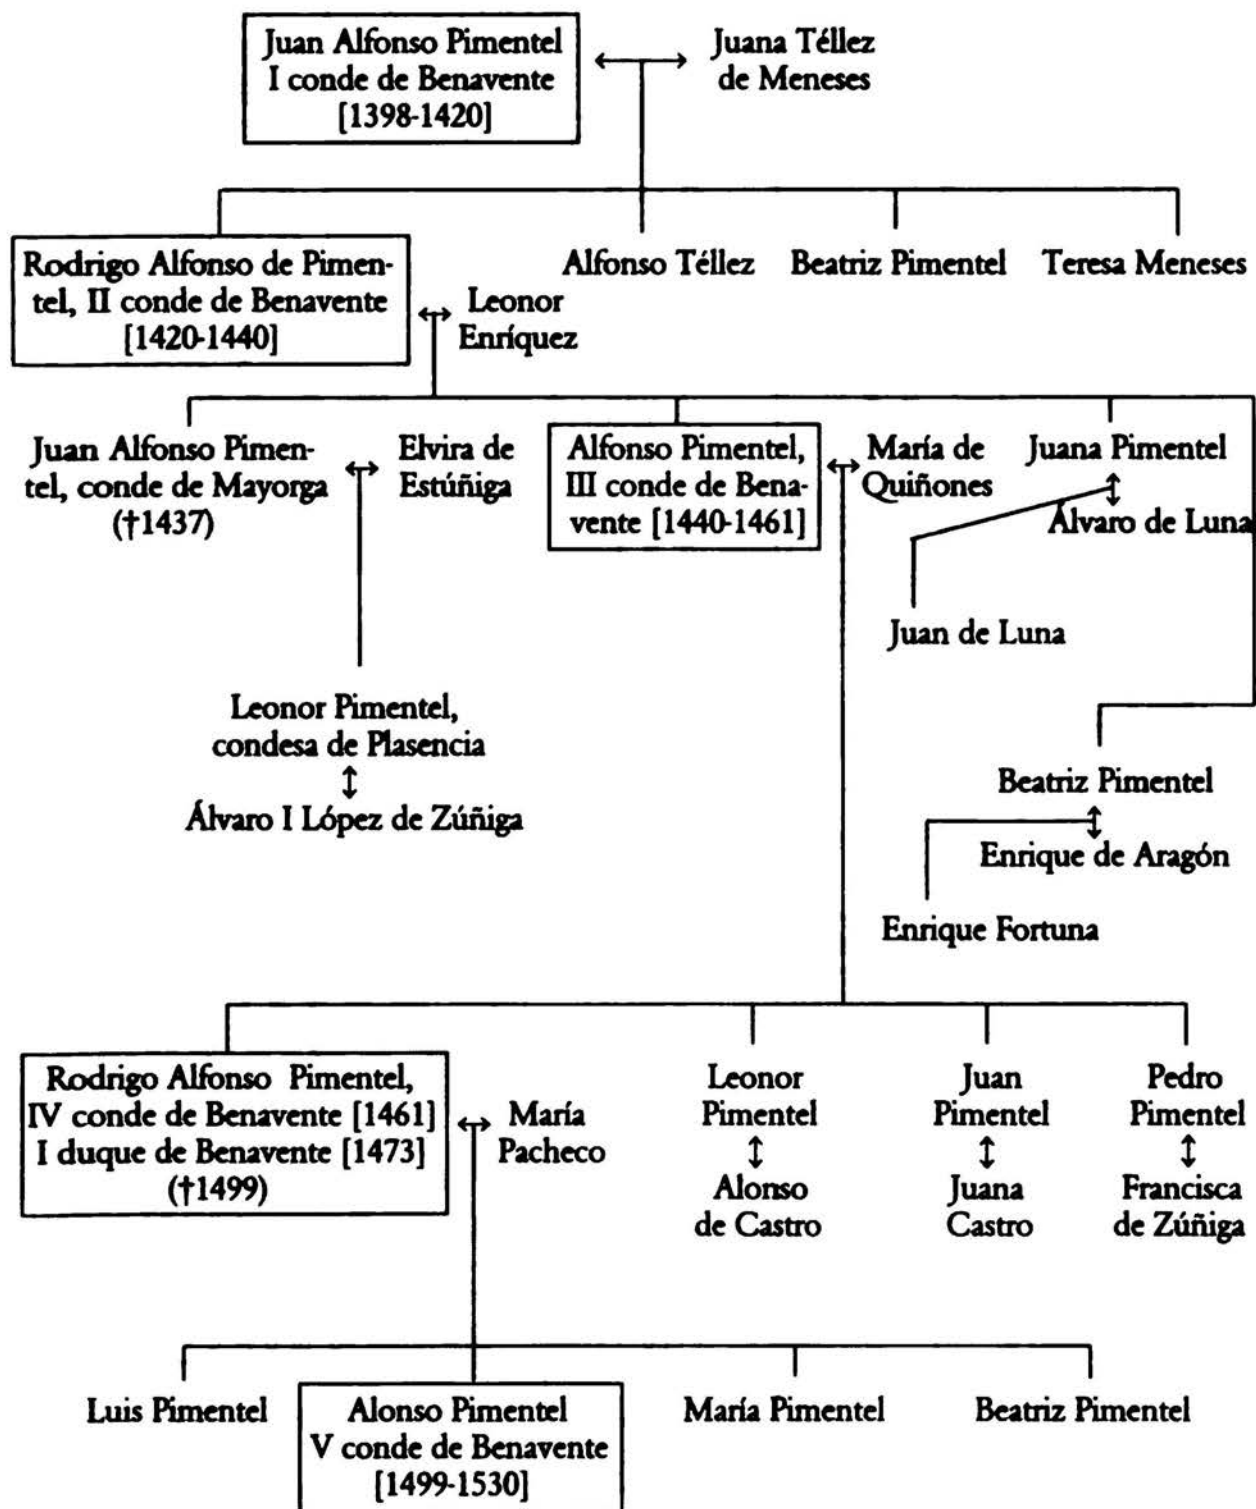 Juan Alfonso Pimentel
I conde de Benavente
[1398-1420]
Juana Téllez
de Meneses
Rodrigo Alfonso de Pimen-
tel, II conde de Benavente
[1420-1440]
Leonor
Enríquez
Alfonso Téllez
Beatriz Pimentel
Teresa Meneses
Juan Alfonso Pimen-
tel, conde de Mayorga
(†1437)
Elvira de
Estúñiga
Alfonso Pimentel,
III conde de Bena-
vente [1440-1461]
María de
Quiñones
Juana Pimentel
Álvaro de Luna
Juan de Luna
Leonor Pimentel,
condesa de Plasencia
Álvaro I López de Zúñiga
Beatriz Pimentel
Enrique de Aragón
Enrique Fortuna
Rodrigo Alfonso Pimentel,
IV conde de Benavente [1461]
I duque de Benavente [1473]
(†1499)
María
Pacheco
Leonor
Pimentel
Alonso
de Castro
Juan
Pimentel
Juana
Castro
Pedro
Pimentel
Francisca
de Zúñiga
Luis Pimentel
Alonso Pimentel
V conde de Benavente
[1499-1530]
María Pimentel
Beatriz Pimentel